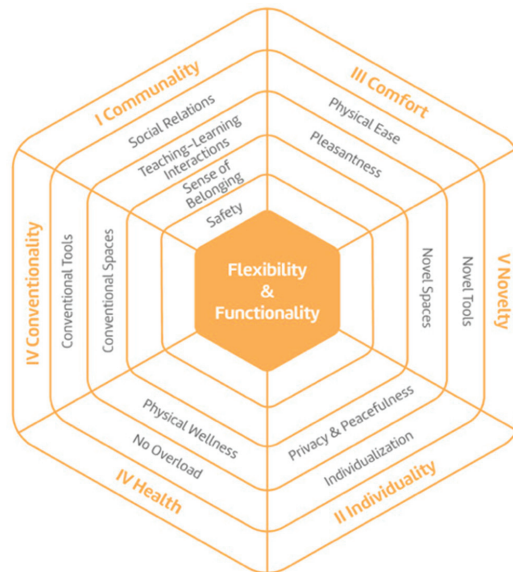 I Communality
Social Relations
Teaching-Learning
Interactions
Sense of
Belonging
Safety
III Comfort
Physical Ease
Pleasantness
IV Conventionality
Conventional Tools
Conventional Spaces
Flexibility
&
Functionality
Novel Spaces
Novel Tools
V Novelty
Physical Wellness
No Overload
IV Health
Privacy & Peacefulness
Individualization
II Individuality